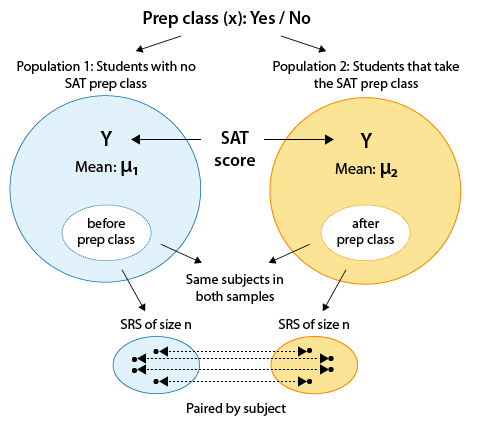 Prep class (x): Yes / No
Population 1: Students with no
SAT prep class
Population 2: Students that take
the SAT prep class
Y
SAT
score
Y
Mean: μ₁
Mean: μ₂
before
prep class
after
prep class
Same subjects in
both samples
SRS of size n
SRS of size n
Paired by subject